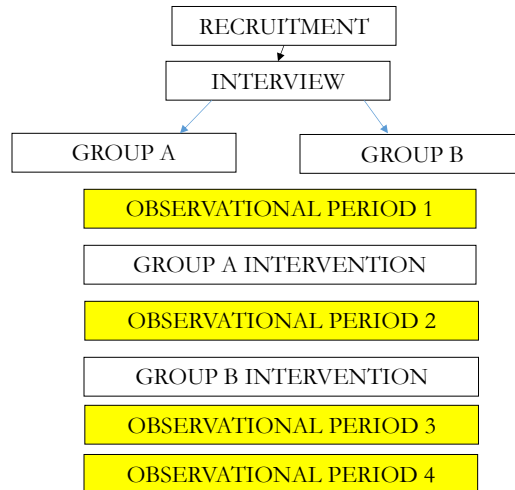 RECRUITMENT
INTERVIEW
GROUP A
GROUP B
OBSERVATIONAL PERIOD 1
GROUP A INTERVENTION
OBSERVATIONAL PERIOD 2
GROUP B INTERVENTION
OBSERVATIONAL PERIOD 3
OBSERVATIONAL PERIOD 4